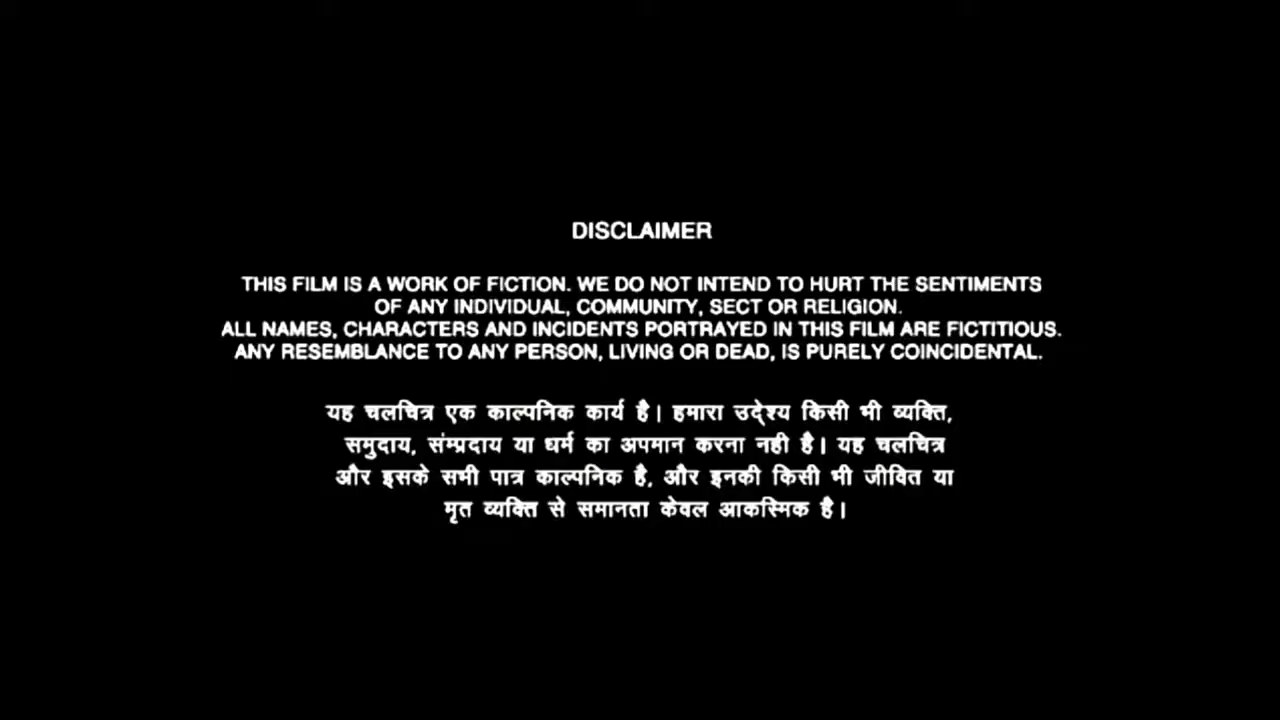 DISCLAIMER
THIS FILM IS A WORK OF FICTION. WE DO NOT INTEND TO HURT THE SENTIMENTS
OF ANY INDIVIDUAL, COMMUNITY, SECT OR RELIGION.
ALL NAMES, CHARACTERS AND INCIDENTS PORTRAYED IN THIS FILM ARE FICTITIOUS.
ANY RESEMBLANCE TO ANY PERSON, LIVING OR DEAD, IS PURELY COINCIDENTAL.
यह चलचित्र एक काल्पनिक कार्य है। हमारा उदे्श्य किसी भी व्यक्ति,
समुदाय, संम्प्रदाय या धर्म का अपमान करना नही है। यह चलचित्र
और इसके सभी पात्र काल्पनिक है, और इनकी किसी भी जीवित या
मृत व्यक्ति से समानता केवल आकस्मिक है।